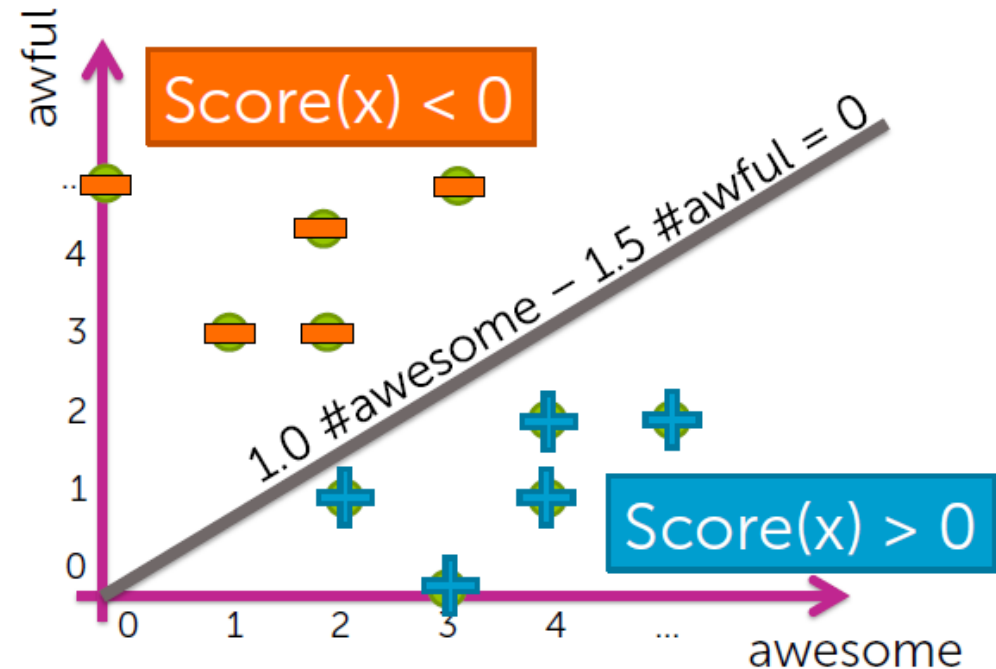 awful
Score(x) < 0
1.0 #awesome – 1.5 #awful = 0
..
4
3
2
1
0
Score(x) > 0
0 1 2 3 4 ...
awesome